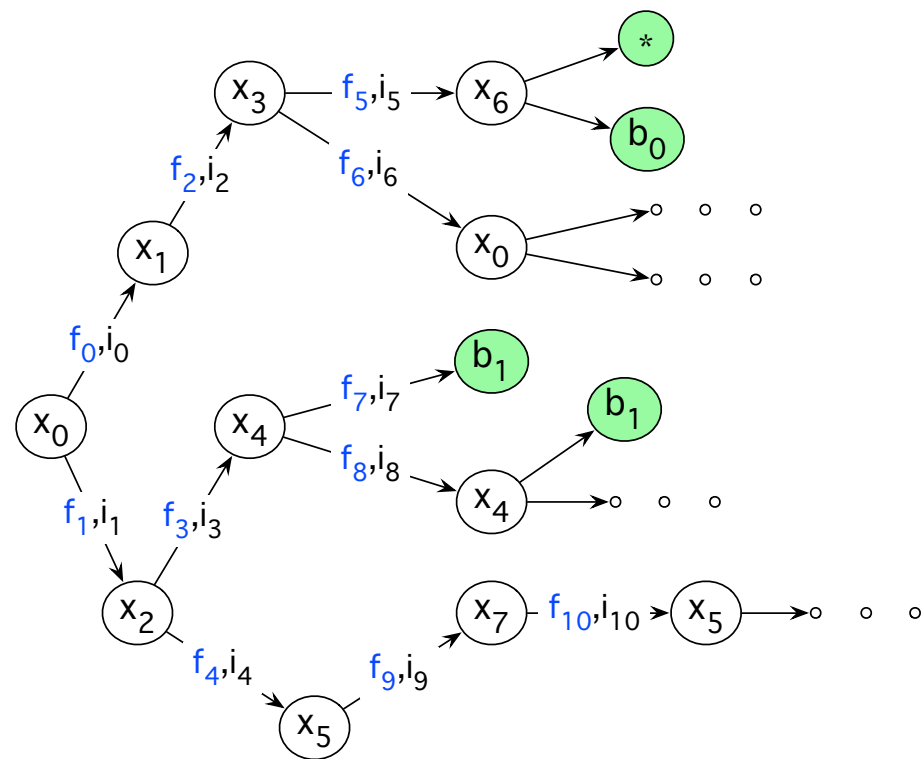 *
x₃
f₅,i₅
x₆
b₀
f₂,i₂
f₆,i₆
x₁
x₀
f₀,i₀
b₁
f₇,i₇
x₀
x₄
b₁
f₈,i₈
f₁,i₁
f₃,i₃
x₄
x₂
x₇
f₁₀,i₁₀
x₅
f₄,i₄
f₉,i₉
x₅